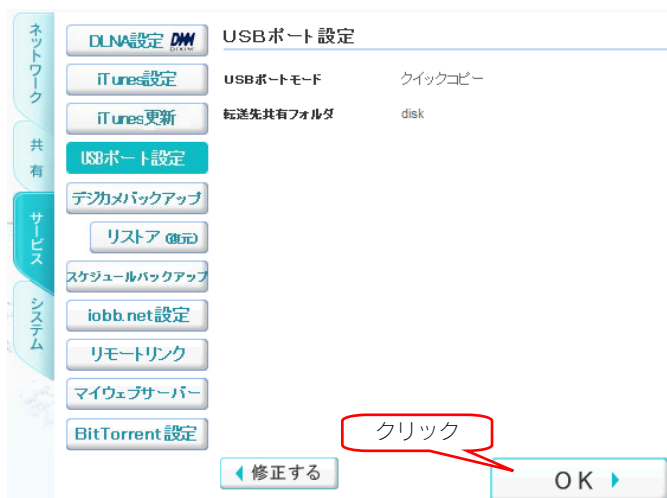 ネットワーク
共有
サービス
システム
DLNA設定 DiXiM
iTunes設定
iTunes更新
USBポート設定
デジカメバックアップ
リストア(復元)
スケジュールバックアップ
iobb.net設定
リモートリンク
マイウェブサーバー
BitTorrent設定
USBポート設定
USBポートモード クイックコピー
転送先共有フォルダ disk
クリック
修正する
OK